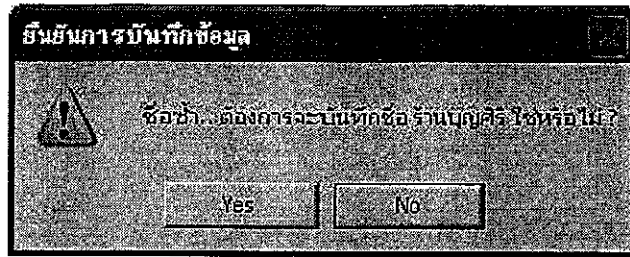 ยืนยันการบันทึกข้อมูล
ชื่อซ้ำ...ต้องการจะบันทึกชื่อ ร้านบุญศิริ ใช่หรือไม่ ?
Yes No